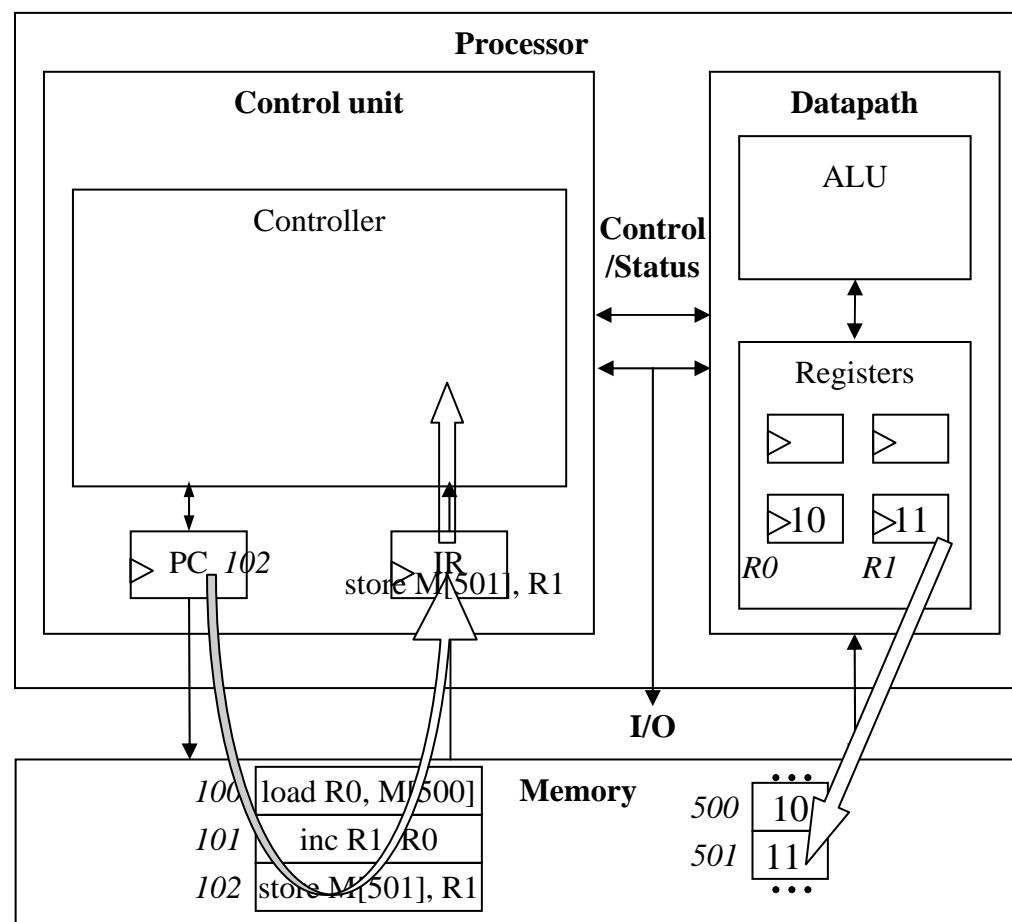 Processor
Control unit
Datapath
ALU
Controller
Control
/Status
Registers
10
11
R0
R1
PC
102
IR
store M[501], R1
I/O
Memory
100
load R0, M[500]
101
inc R1, R0
102
store M[501], R1
•••
500
10
501
11
•••